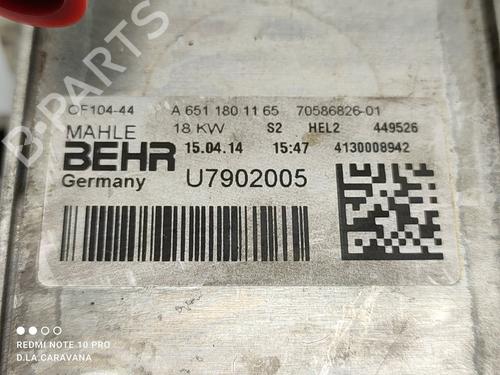 B-PARTS
OF104-44 A 651 180 11 65 70586826-01
MAHLE 18 KW S2 HEL2 449526
BEHR 15.04.14 15:47 4130008942
Germany U7902005
REDMI NOTE 10 PRO
D.LA.CARAVANA